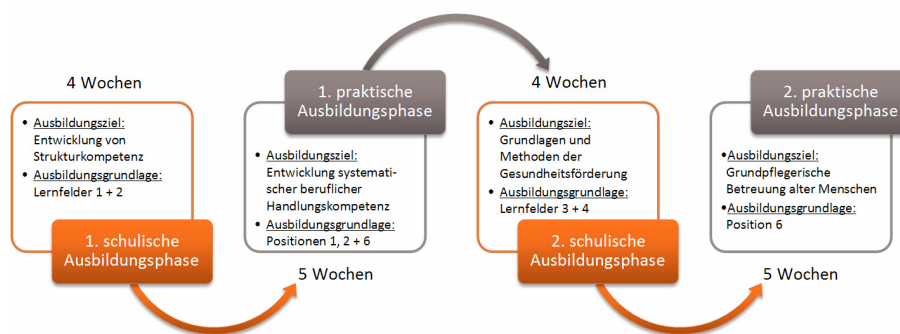 4 Wochen
• Ausbildungsziel:
Entwicklung von
Strukturkompetenz
• Ausbildungsgrundlage:
Lernfelder 1 + 2
1. schulische
Ausbildungsphase
1. praktische
Ausbildungsphase
• Ausbildungsziel:
Entwicklung systemati-
scher beruflicher
Handlungskompetenz
• Ausbildungsgrundlage:
Positionen 1, 2 + 6
5 Wochen
4 Wochen
• Ausbildungsziel:
Grundlagen und
Methoden der
Gesundheitsförderung
• Ausbildungsgrundlage:
Lernfelder 3 + 4
2. schulische
Ausbildungsphase
2. praktische
Ausbildungsphase
•Ausbildungsziel:
Grundpflegerische
Betreuung alter Menschen
•Ausbildungsgrundlage:
Position 6
5 Wochen